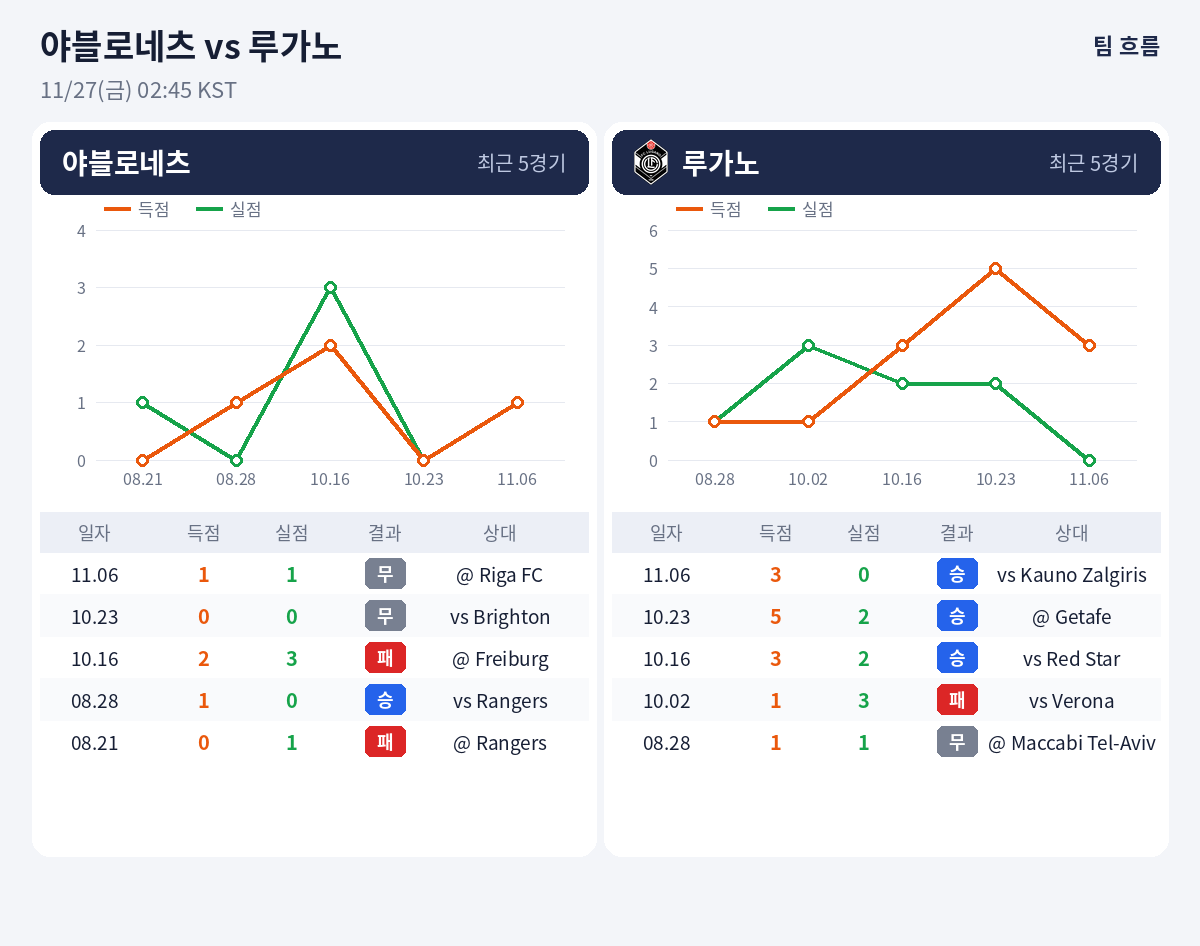 야블로네츠 vs 루가노
팀 흐름
11/27(금) 02:45 KST
야블로네츠
최근 5경기
득점 실점
4
3
2
1
0
08.21 08.28 10.16 10.23 11.06
일자 득점 실점 결과 상대
11.06 1 1 무 @ Riga FC
10.23 0 0 무 vs Brighton
10.16 2 3 패 @ Freiburg
08.28 1 0 승 vs Rangers
08.21 0 1 패 @ Rangers
루가노
최근 5경기
득점 실점
6
5
4
3
2
1
0
08.28 10.02 10.16 10.23 11.06
일자 득점 실점 결과 상대
11.06 3 0 승 vs Kauno Zalgiris
10.23 5 2 승 @ Getafe
10.16 3 2 승 vs Red Star
10.02 1 3 패 vs Verona
08.28 1 1 무 @ Maccabi Tel-Aviv